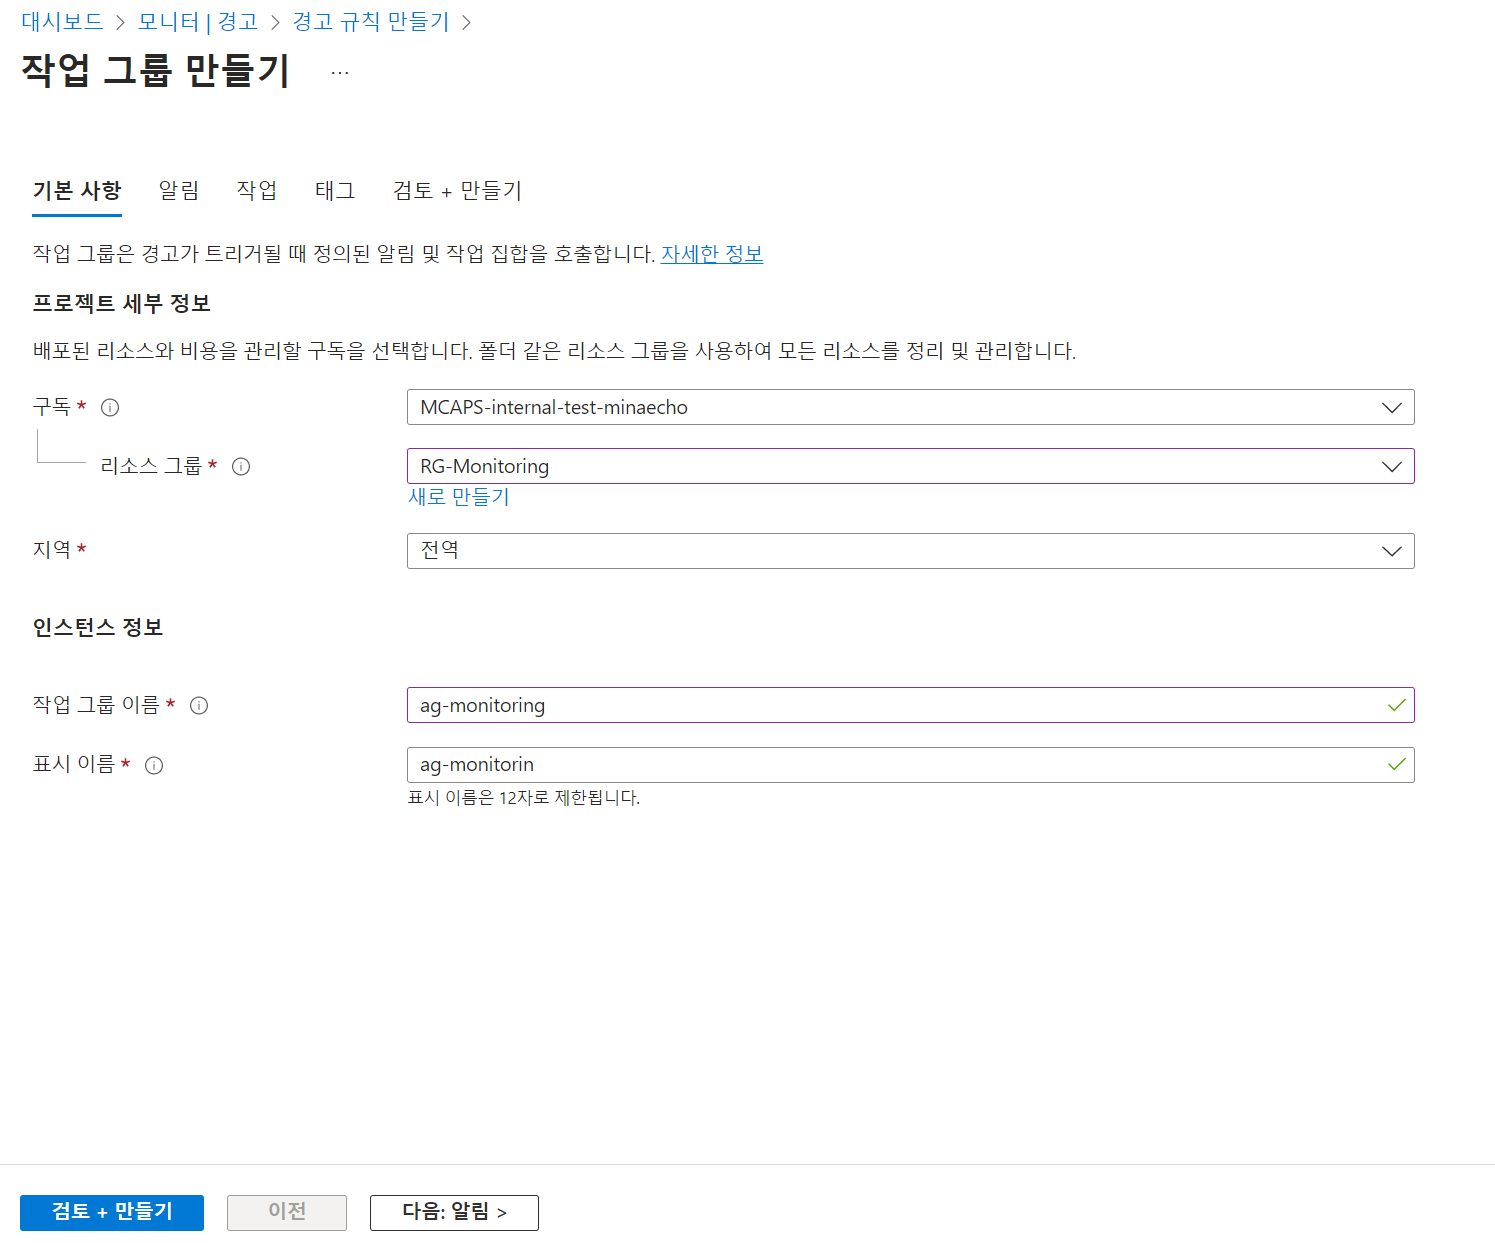 대시보드 > 모니터 | 경고 > 경고 규칙 만들기 >
작업 그룹 만들기 ...
기본 사항 알림 작업 태그 검토 + 만들기
작업 그룹은 경고가 트리거될 때 정의된 알림 및 작업 집합을 호출합니다. 자세한 정보
프로젝트 세부 정보
배포된 리소스와 비용을 관리할 구독을 선택합니다. 폴더 같은 리소스 그룹을 사용하여 모든 리소스를 정리 및 관리합니다.
구독 * MCAPS-internal-test-minaecho
리소스 그룹 * RG-Monitoring
새로 만들기
지역 * 전역
인스턴스 정보
작업 그룹 이름 * ag-monitoring
표시 이름 * ag-monitorin
표시 이름은 12자로 제한됩니다.
검토 + 만들기 이전 다음: 알림 >